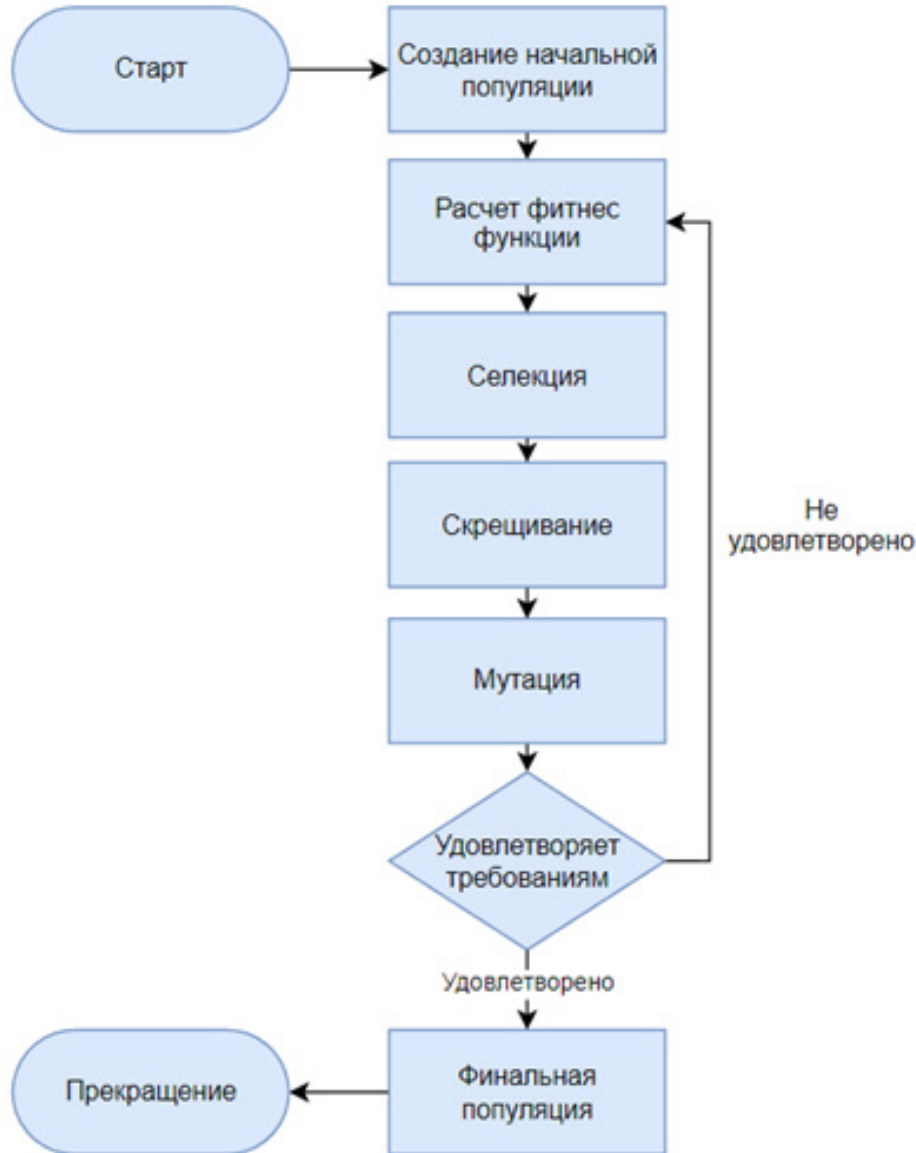 Старт
Создание начальной
популяции
Расчет фитнес
функции
Селекция
Скрещивание
Не
удовлетворено
Мутация
Удовлетворяет
требованиям
Удовлетворено
Финальная
популяция
Прекращение